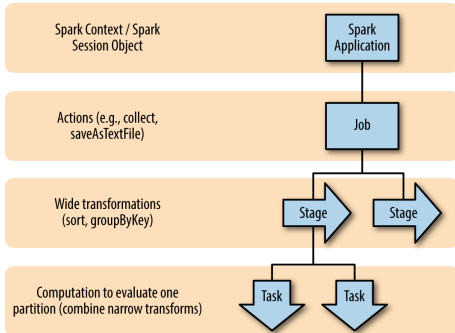 Spark Context / Spark
Session Object
Spark
Application
Actions (e.g., collect,
saveAsTextFile)
Job
Wide transformations
(sort, groupByKey)
Stage
Stage
Computation to evaluate one
partition (combine narrow transforms)
Task
Task